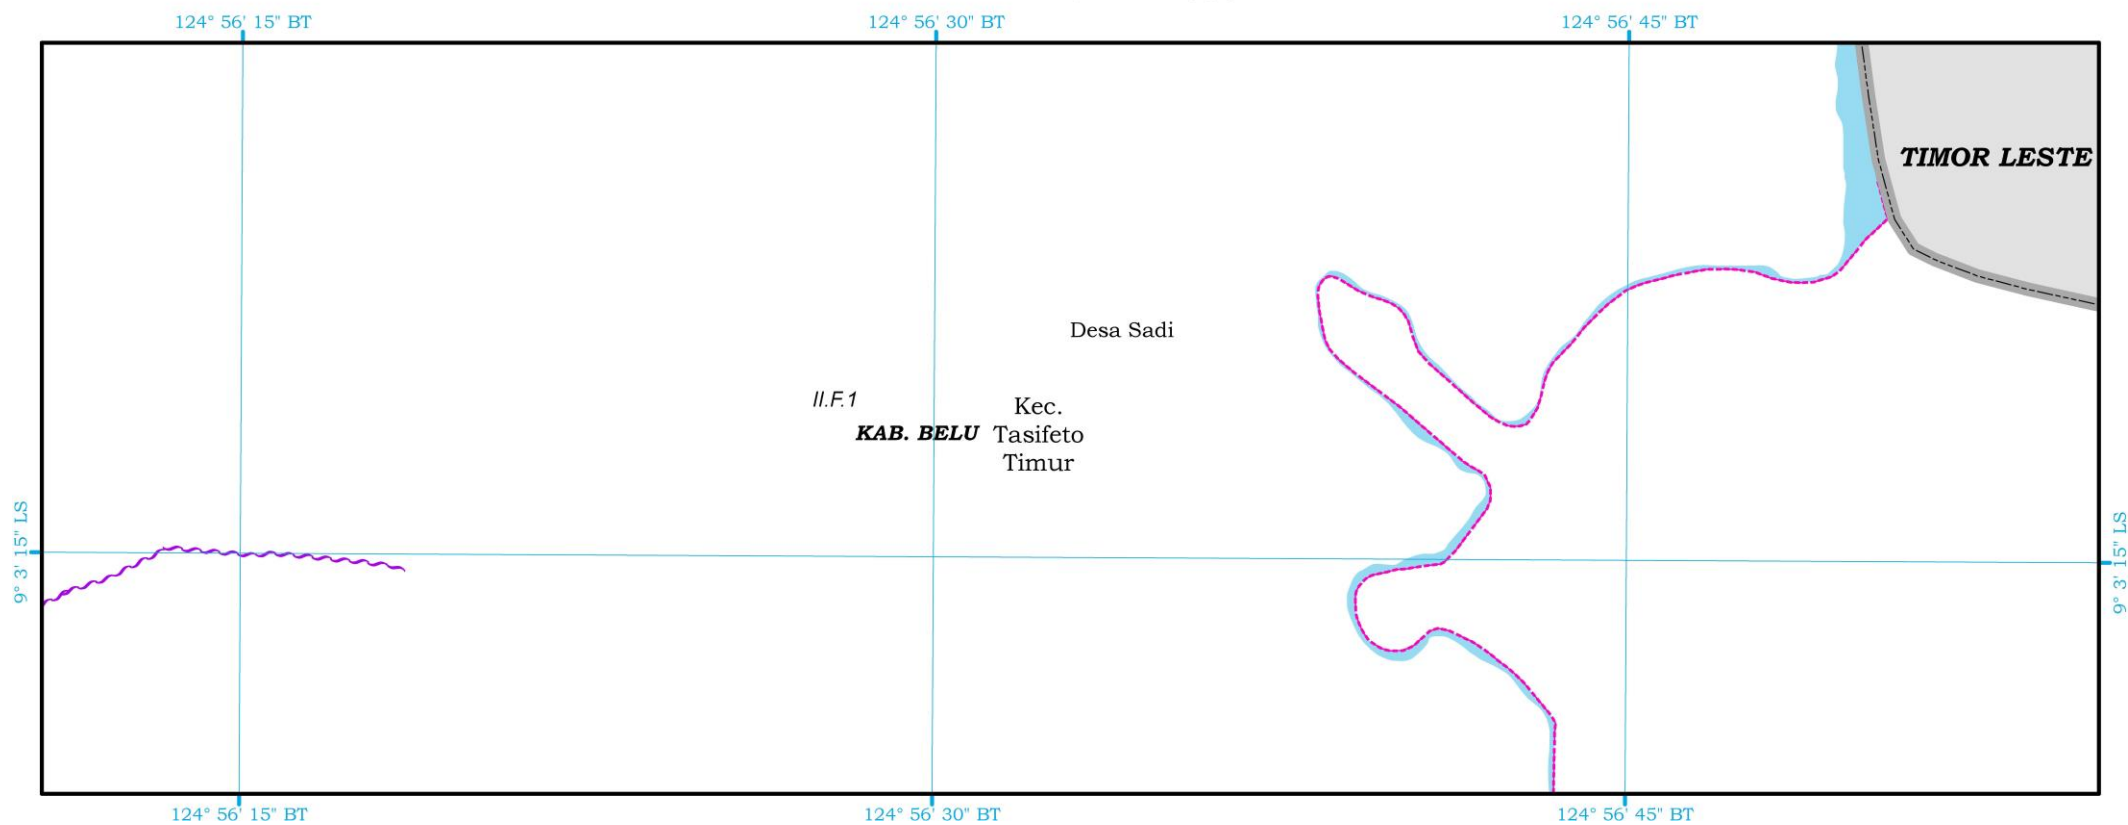 124° 56' 15" BT
124° 56' 30" BT
124° 56' 45" BT
TIMOR LESTE
Desa Sadi
II.F.1
Kec.
KAB. BELU
Tasifeto
Timur
9° 3' 15" LS
9° 3' 15" LS
124° 56' 15" BT
124° 56' 30" BT
124° 56' 45" BT